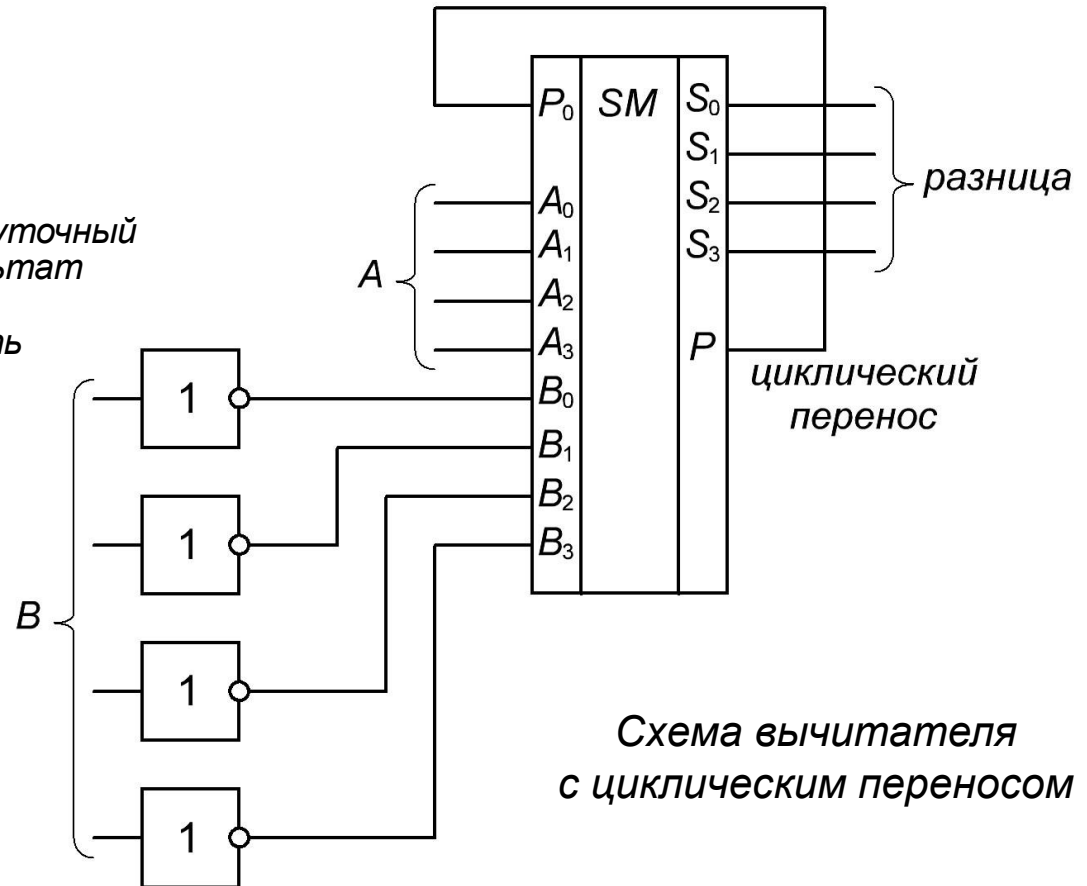 P0 SM S0
S1
S2
S3
разница
A0
A1
A2
A3
A
P
циклический
перенос
1 B0
B1
1 B2
B3
B
1
1
Схема вычитателя
с циклическим переносом